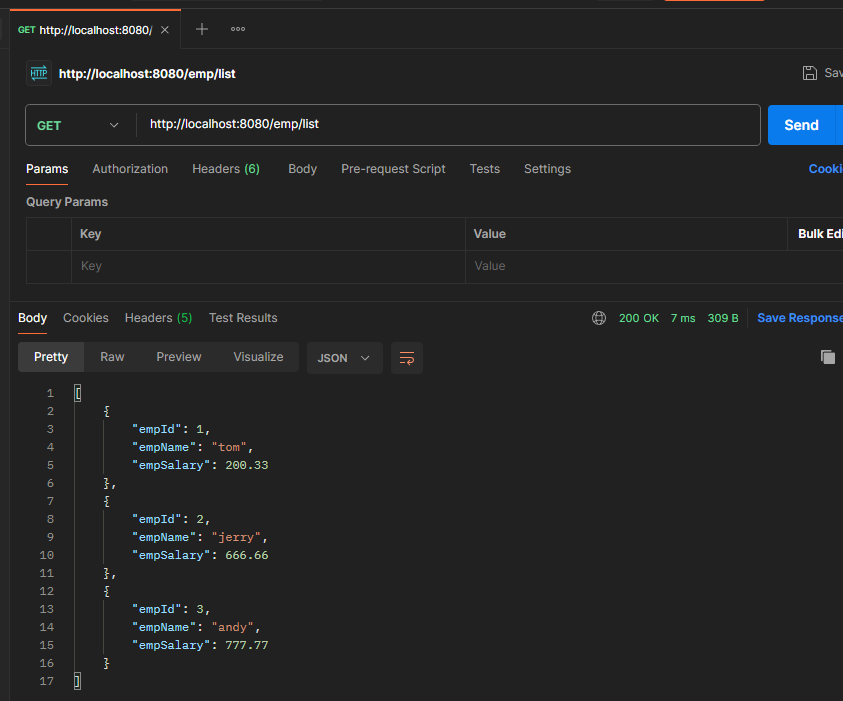 GET http://localhost:8080/
HTTP http://localhost:8080/emp/list Sav
GET http://localhost:8080/emp/list Send
Params Authorization Headers (6) Body Pre-request Script Tests Settings Cooki
Query Params
Key Value Bulk Edi
Key Value
Body Cookies Headers (5) Test Results 200 OK 7 ms 309 B Save Response
Pretty Raw Preview Visualize JSON
1 [
2 {
3 "empId": 1,
4 "empName": "tom",
5 "empSalary": 200.33
6 },
7 {
8 "empId": 2,
9 "empName": "jerry",
10 "empSalary": 666.66
11 },
12 {
13 "empId": 3,
14 "empName": "andy",
15 "empSalary": 777.77
16 }
17 ]